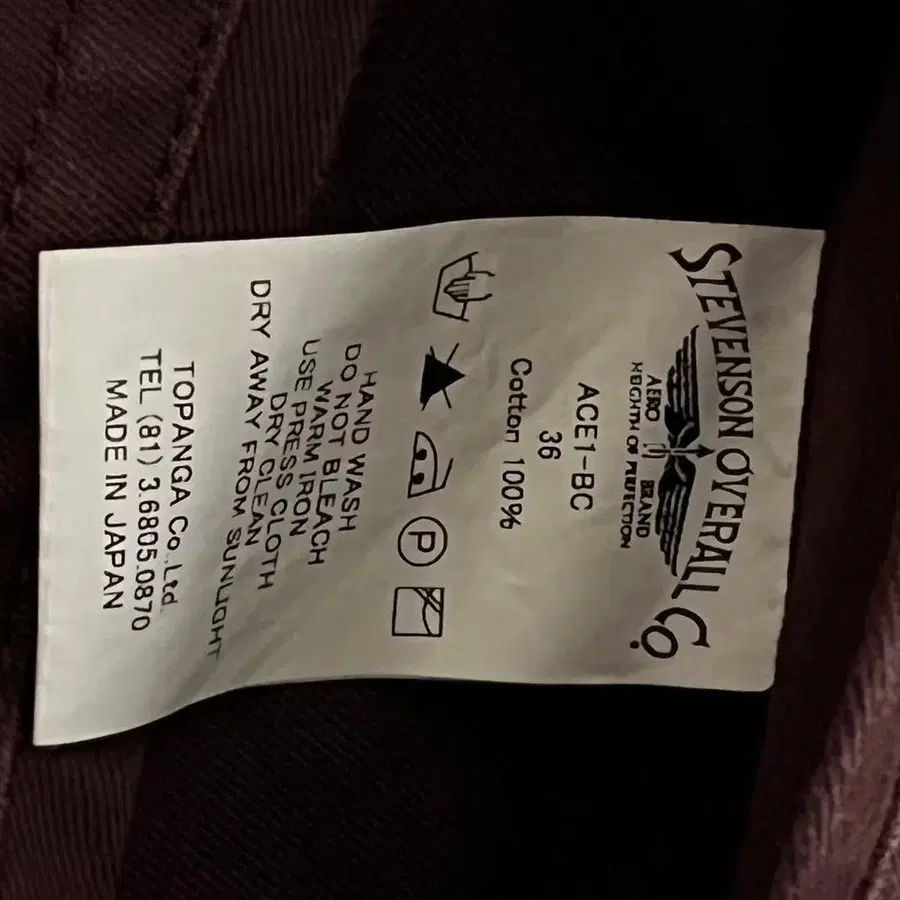 STEVENSON OVERALL Co.
AERO BRAND
HEIGHTH OF PERFECTION
ACE1-BC
36
Cotton 100%
P
HAND WASH
DO NOT BLEACH
WARM IRON
USE PRESS CLOTH
DRY CLEAN
DRY AWAY FROM SUNLIGHT
TOPANGA Co.Ltd.
TEL (81) 3.6805.0870
MADE IN JAPAN